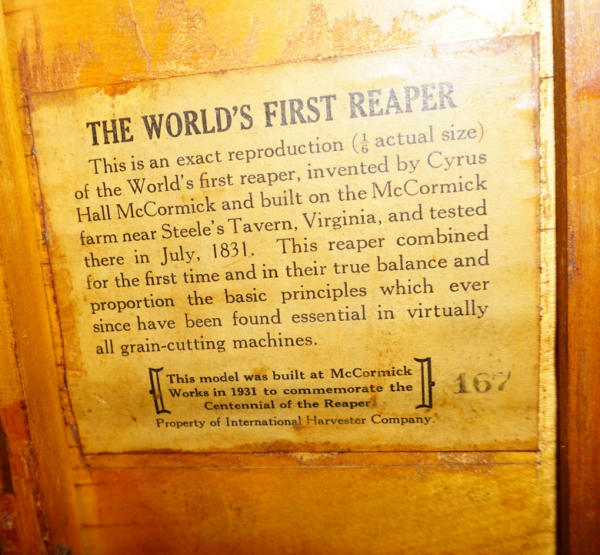 THE WORLD'S FIRST REAPER
This is an exact reproduction (⅙ actual size)
of the World's first reaper, invented by Cyrus
Hall McCormick and built on the McCormick
farm near Steele's Tavern, Virginia, and tested
there in July, 1831. This reaper combined
for the first time and in their true balance and
proportion the basic principles which ever
since have been found essential in virtually
all grain-cutting machines.
This model was built at McCormick
Works in 1931 to commemorate the
Centennial of the Reaper
167
Property of International Harvester Company.